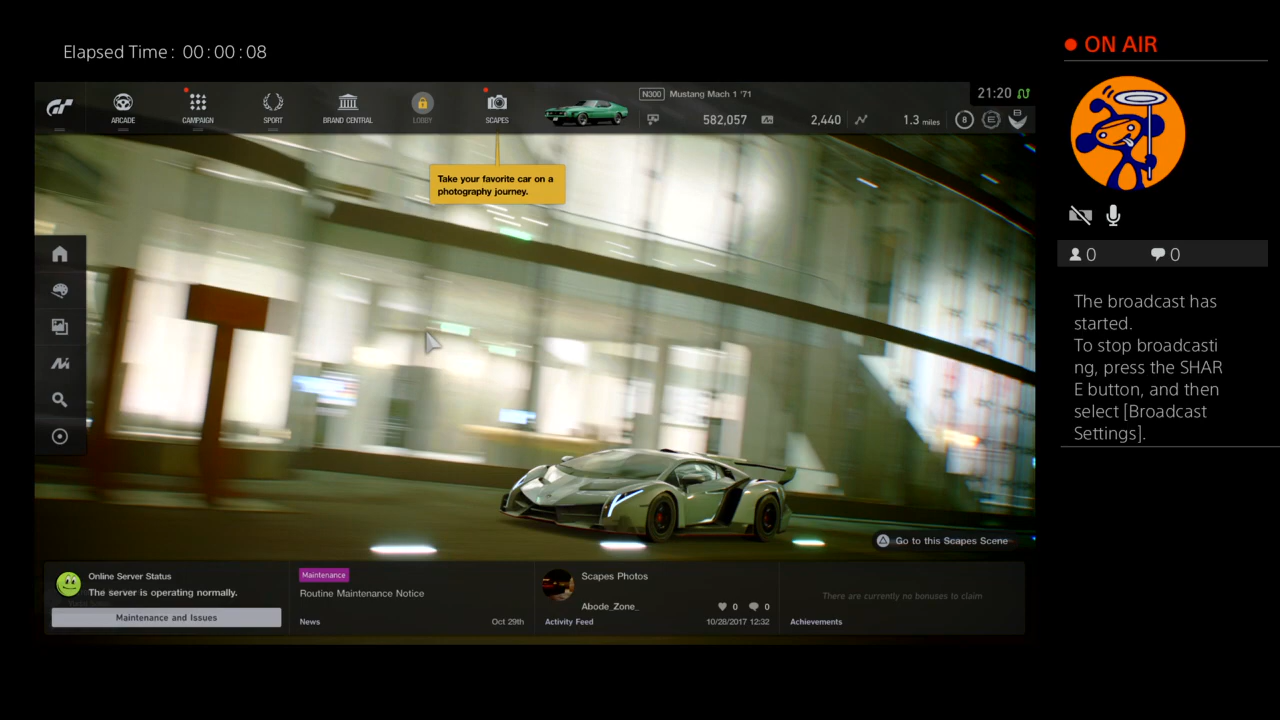 Elapsed Time: 00:00:08
ON AIR
ARCADE
CAMPAIGN
SPORT
BRAND CENTRAL
LOBBY
SCAPES
N300 Mustang Mach 1 '71
582,057
2,440
1.3 miles
21:20
8
E
B
Take your favorite car on a
photography journey.
0
0
The broadcast has
started.
To stop broadcasti
ng, press the SHAR
E button, and then
select [Broadcast
Settings].
Go to this Scapes Scene
Online Server Status
The server is operating normally.
Maintenance and Issues
Maintenance
Routine Maintenance Notice
News
Oct 29th
Scapes Photos
Abode_Zone_
0
0
Activity Feed
10/28/2017 12:32
There are currently no bonuses to claim
Achievements